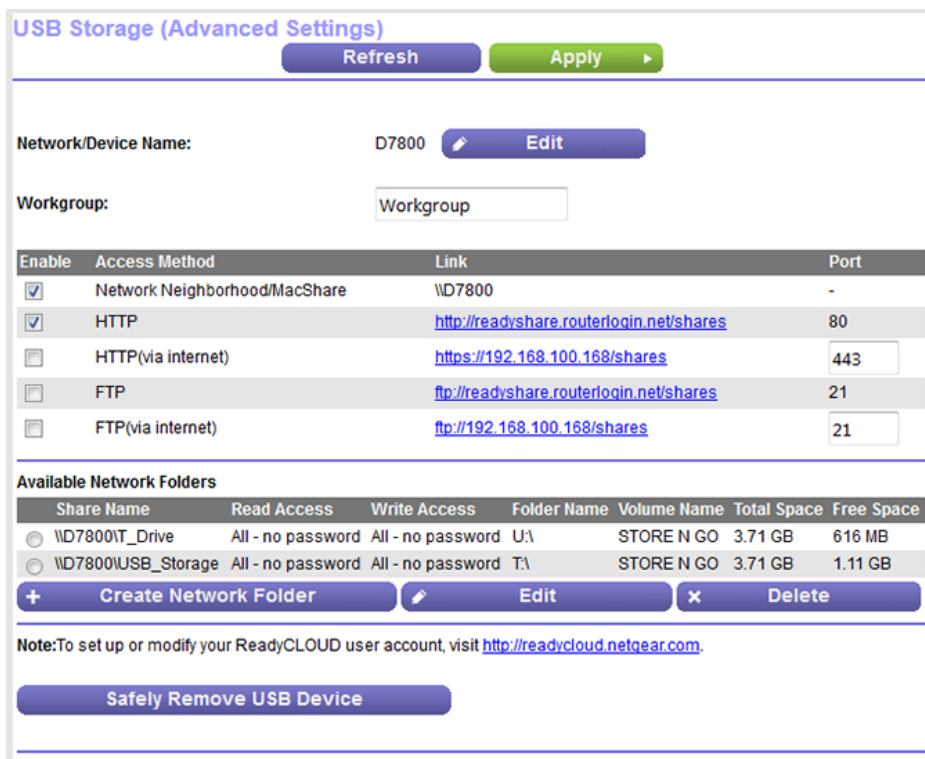 USB Storage (Advanced Settings)
Refresh Apply
Network/Device Name: D7800 Edit
Workgroup: Workgroup
Enable Access Method Link Port
Network Neighborhood/MacShare \\D7800 -
HTTP http://readyshare.routerlogin.net/shares 80
HTTP(via internet) https://192.168.100.168/shares 443
FTP ftp://readyshare.routerlogin.net/shares 21
FTP(via internet) ftp://192.168.100.168/shares 21
Available Network Folders
Share Name Read Access Write Access Folder Name Volume Name Total Space Free Space
\\D7800\T_Drive All - no password All - no password U:\ STORE N GO 3.71 GB 616 MB
\\D7800\USB_Storage All - no password All - no password T:\ STORE N GO 3.71 GB 1.11 GB
Create Network Folder Edit Delete
Note:To set up or modify your ReadyCLOUD user account, visit http://readycloud.netgear.com.
Safely Remove USB Device